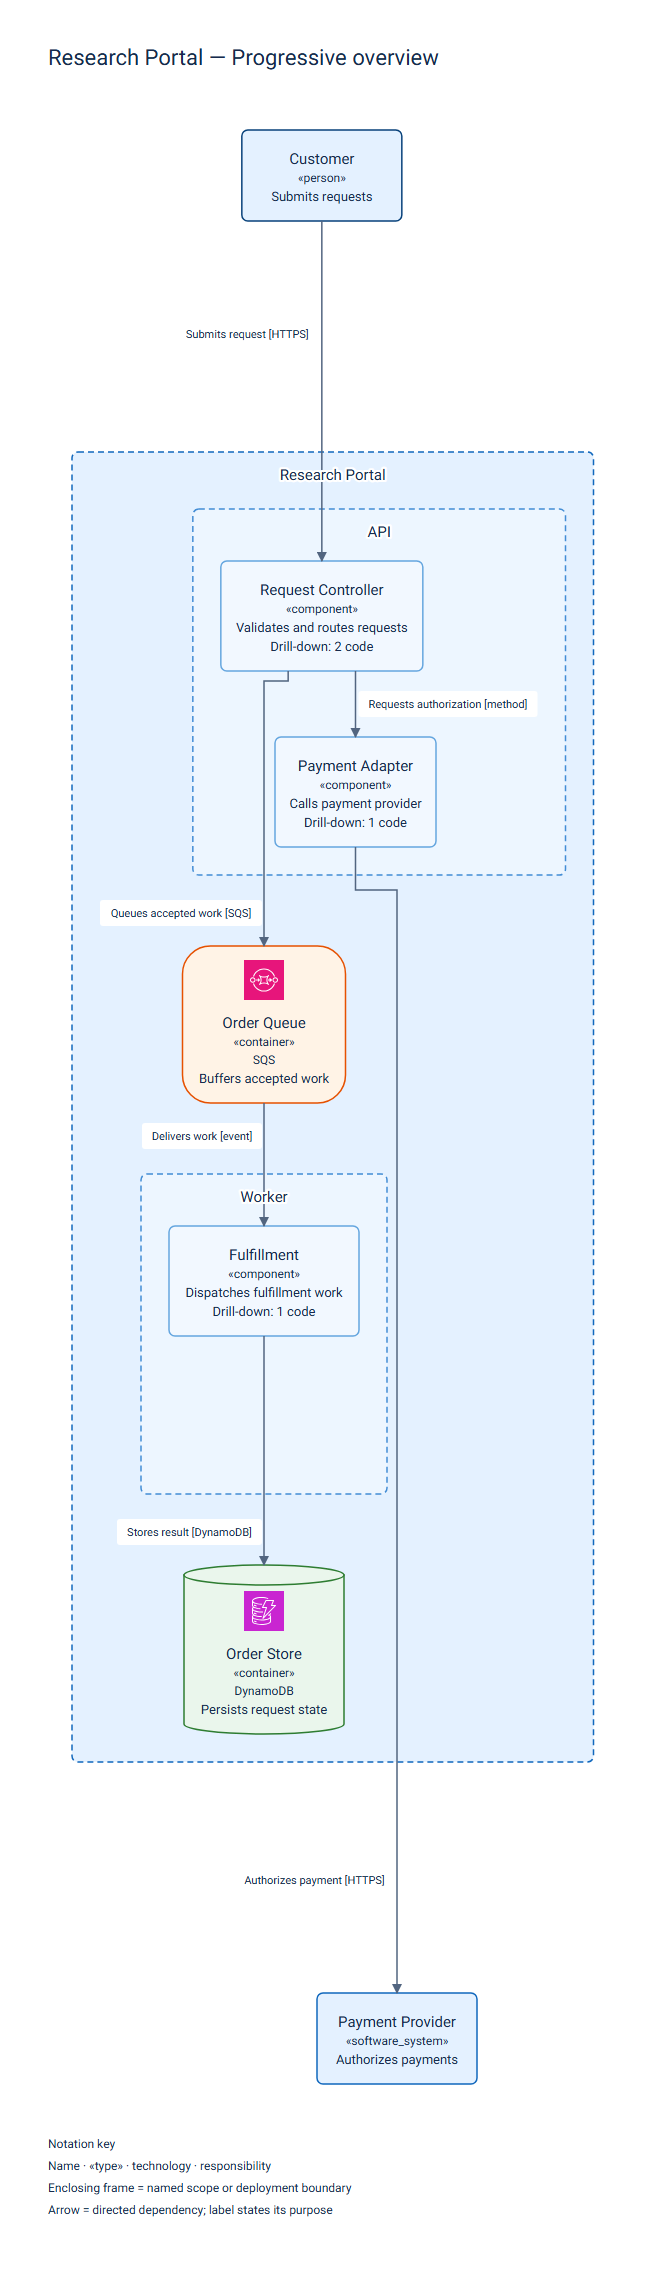 Research Portal — Progressive overview
Customer
«person»
Submits requests
Submits request [HTTPS]
Research Portal
API
Request Controller
«component»
Validates and routes requests
Drill-down: 2 code
Requests authorization [method]
Payment Adapter
«component»
Calls payment provider
Drill-down: 1 code
Queues accepted work [SQS]
Order Queue
«container»
SQS
Buffers accepted work
Delivers work [event]
Worker
Fulfillment
«component»
Dispatches fulfillment work
Drill-down: 1 code
Stores result [DynamoDB]
Order Store
«container»
DynamoDB
Persists request state
Authorizes payment [HTTPS]
Payment Provider
«software_system»
Authorizes payments
Notation key
Name · «type» · technology · responsibility
Enclosing frame = named scope or deployment boundary
Arrow = directed dependency; label states its purpose